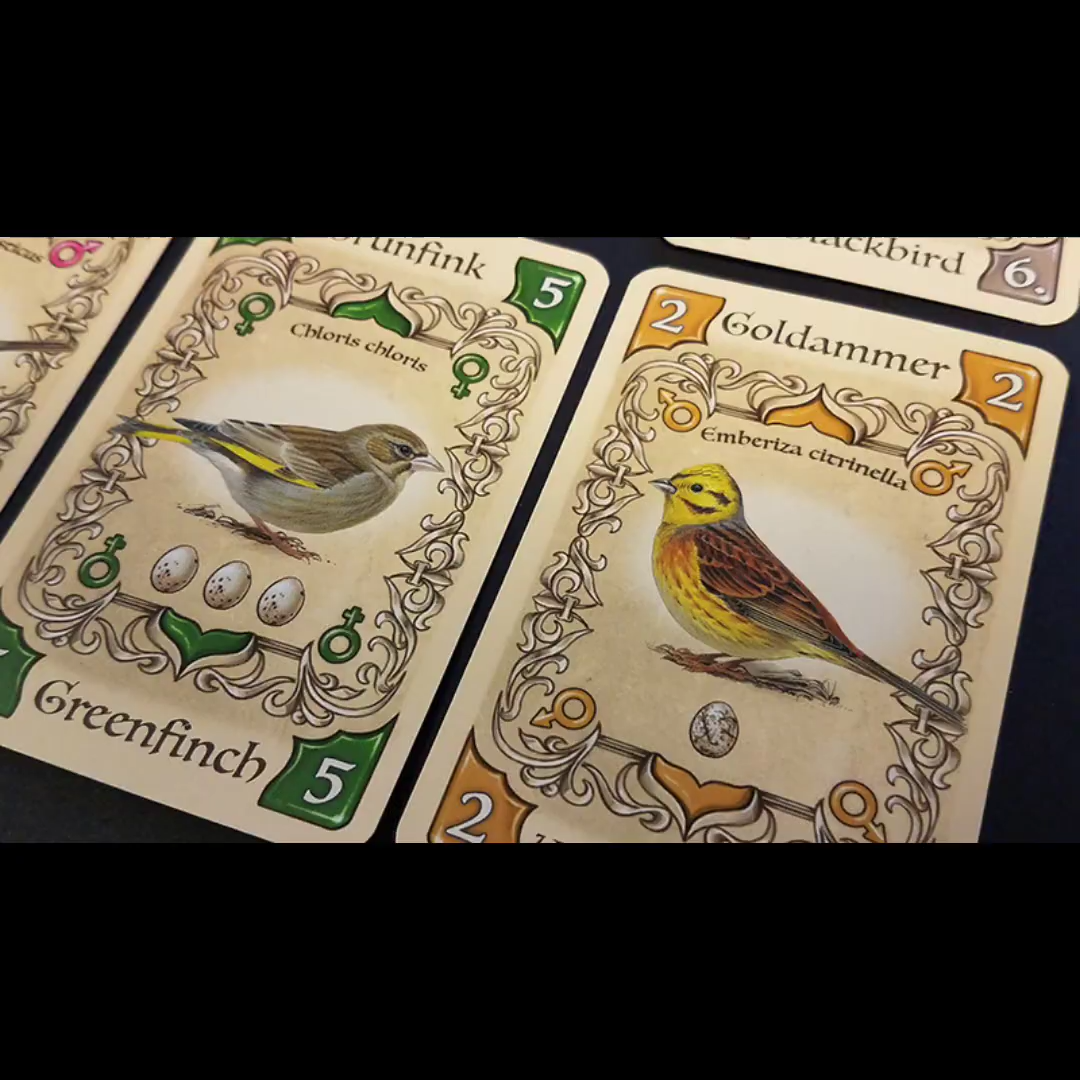 Grünfink
5
Chloris chloris
Greenfinch
5
Blackbird
6.
2
Goldammer
2
Emberiza citrinella
2